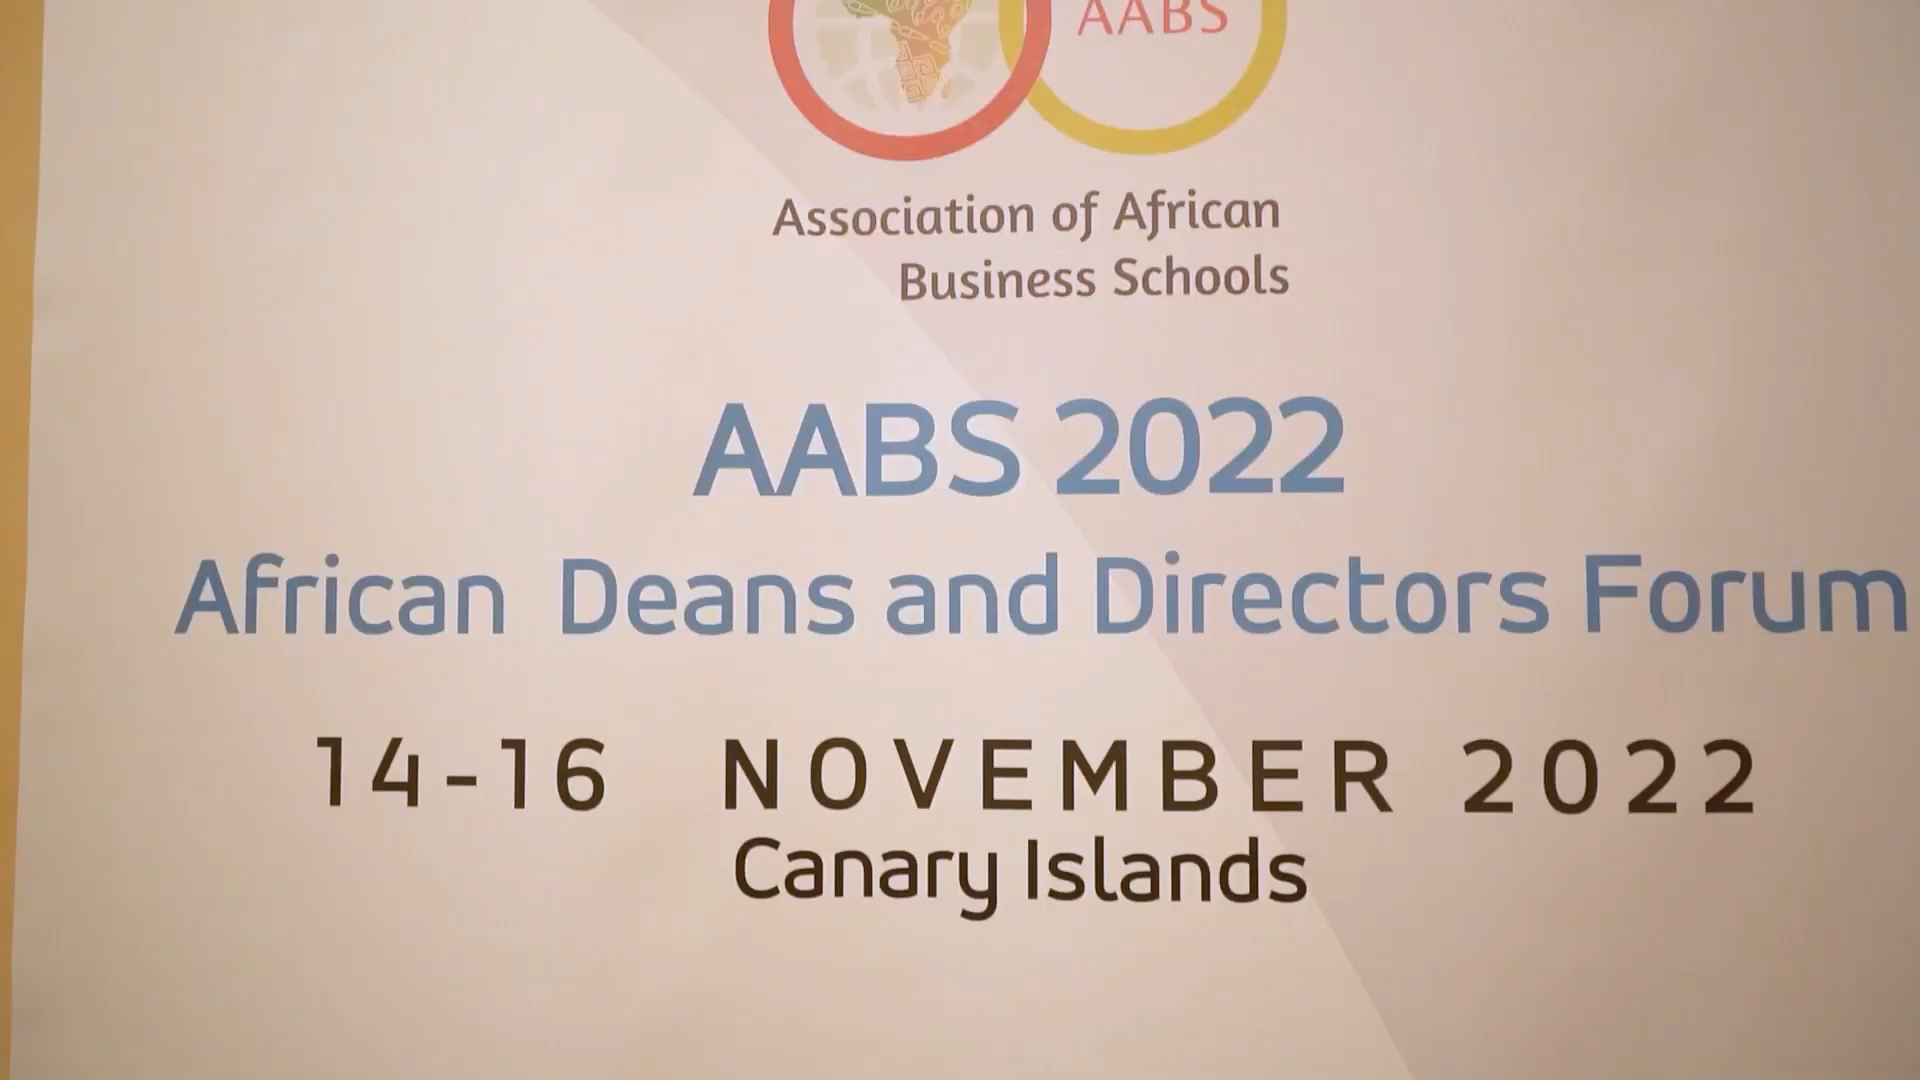 AABS
Association of African
Business Schools
AABS 2022
African Deans and Directors Forum
14-16 NOVEMBER 2022
Canary Islands